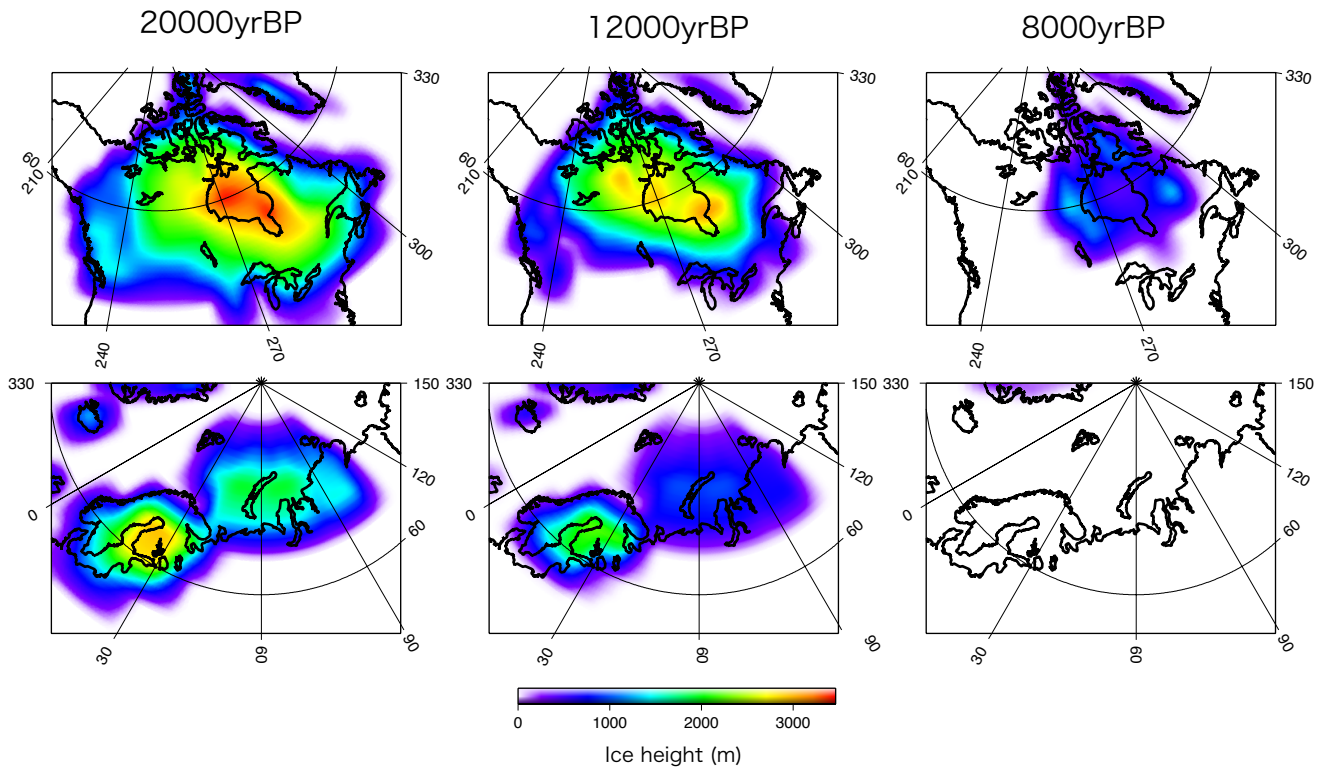 20000yrBP 12000yrBP 8000yrBP
330 330 330
60 60 60
210 210 210
300 300 300
240 270 240 270 240 270
330 150 330 150 330 150
120 120 120
0 60 0 60 0 60
30 60 90 30 60 90 30 60 90
0 1000 2000 3000
Ice height (m)